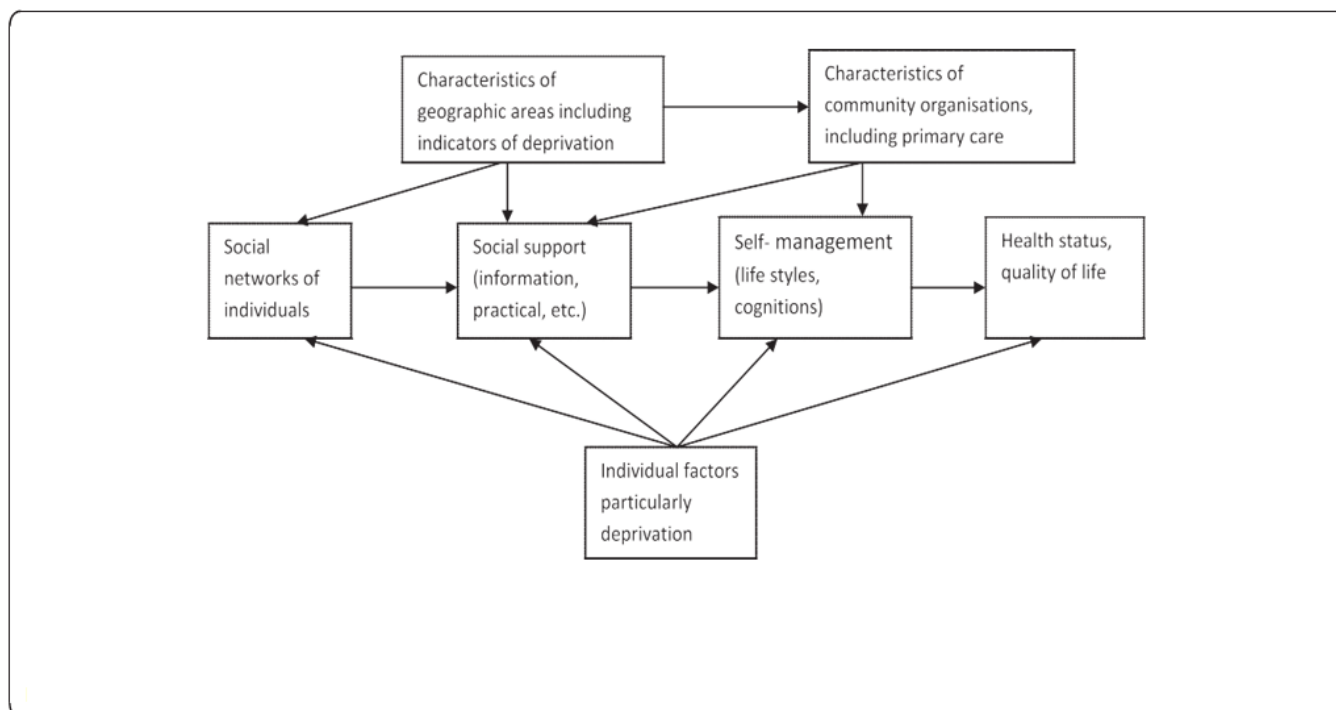 Characteristics of
geographic areas including
indicators of deprivation
Characteristics of
community organisations,
including primary care
Social
networks of
individuals
Social support
(information,
practical, etc.)
Self- management
(life styles,
cognitions)
Health status,
quality of life
Individual factors
particularly
deprivation